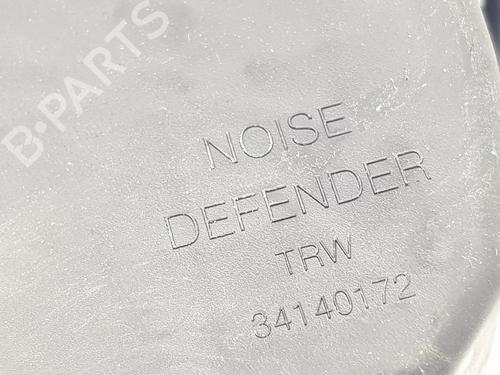 B-PARTS
NOISE
DEFENDER
TRW
34140172